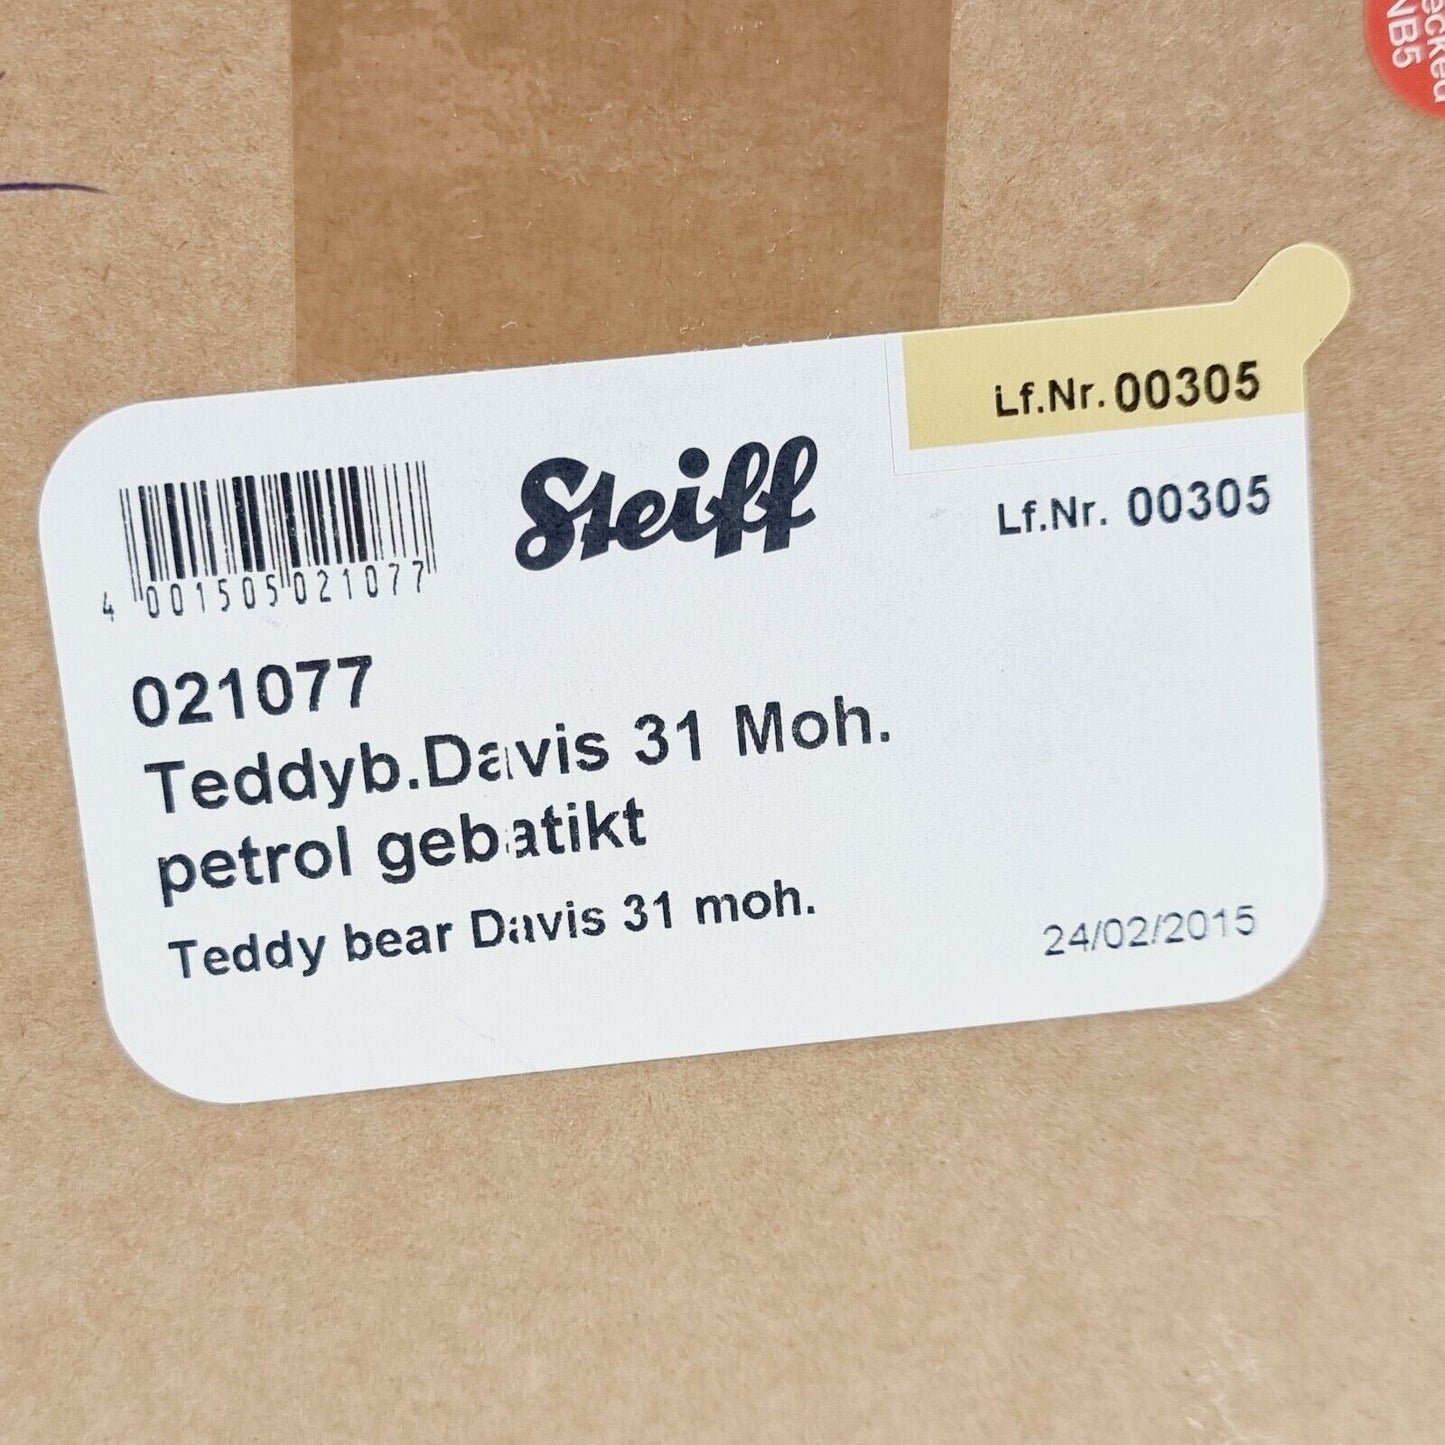 NB5
Lf.Nr. 00305
Steiff
Lf.Nr. 00305
4 001505 021077
021077
Teddyb.Davis 31 Moh.
petrol gebatikt
Teddy bear Davis 31 moh.
24/02/2015